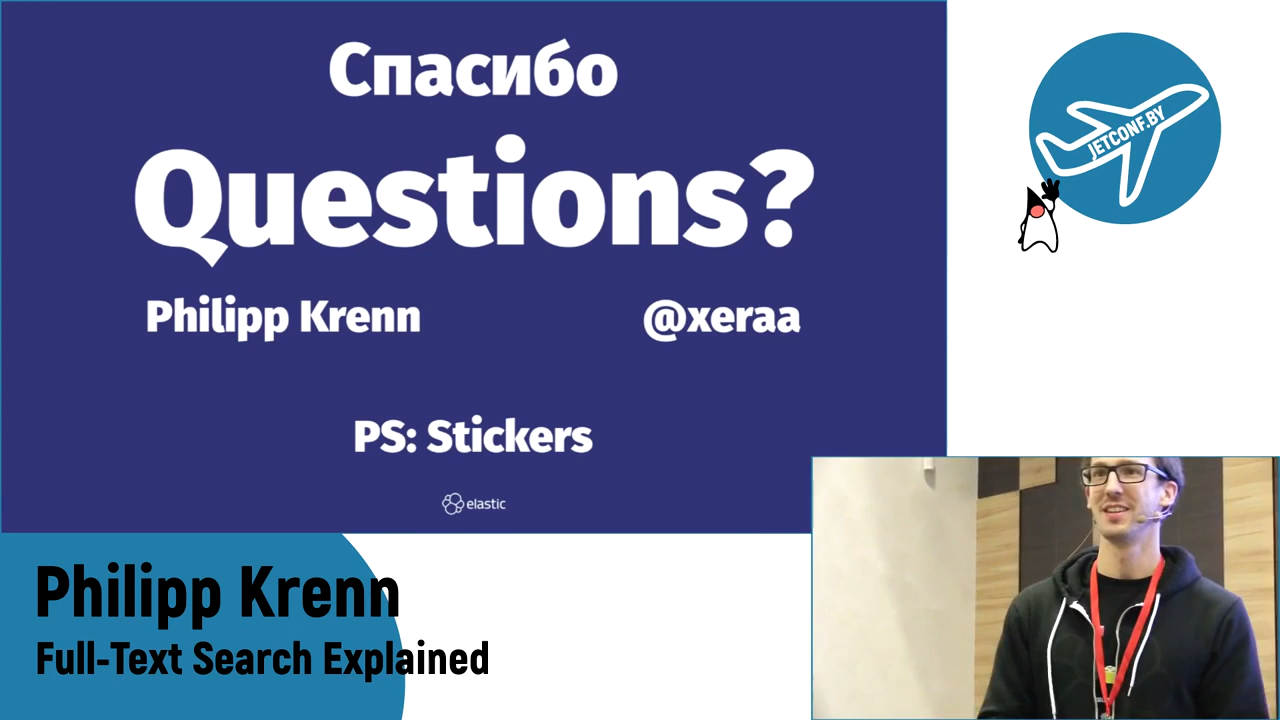 Спасибо
Questions?
Philipp Krenn @xeraa
PS: Stickers
elastic
JETCONF.BY
Philipp Krenn
Full-Text Search Explained